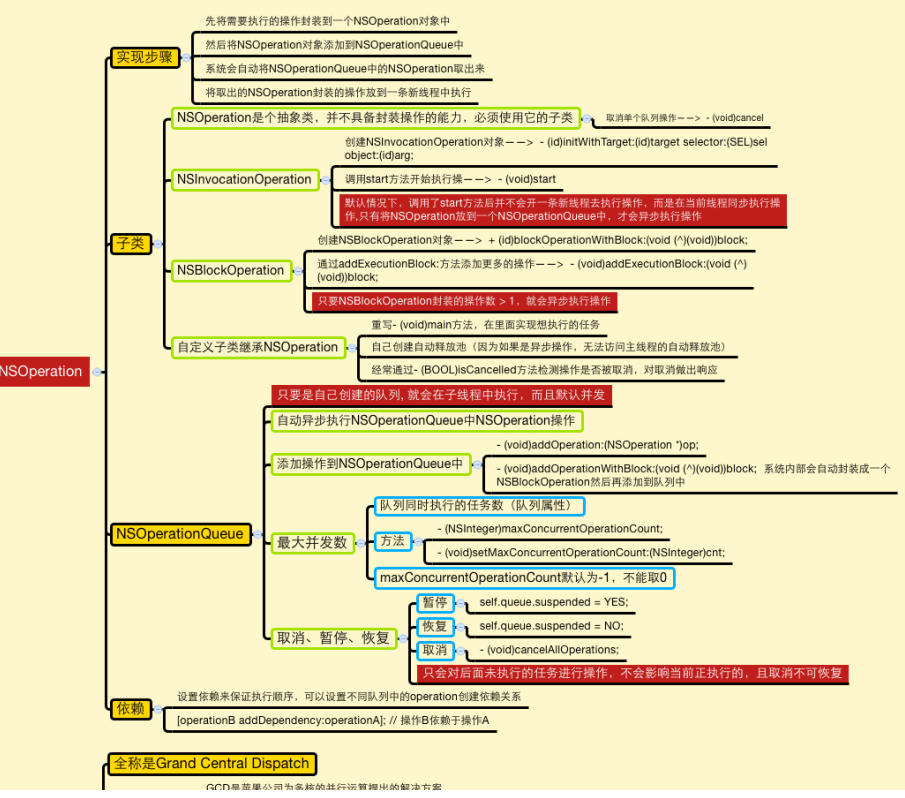 NSOperation
实现步骤
先将需要执行的操作封装到一个NSOperation对象中
然后将NSOperation对象添加到NSOperationQueue中
系统会自动将NSOperationQueue中的NSOperation取出来
将取出的NSOperation封装的操作放到一条新线程中执行
子类
NSOperation是个抽象类，并不具备封装操作的能力，必须使用它的子类
取消单个队列操作——> - (void)cancel
NSInvocationOperation
创建NSInvocationOperation对象——> - (id)initWithTarget:(id)target selector:(SEL)sel
object:(id)arg;
调用start方法开始执行操——> - (void)start
默认情况下，调用了start方法后并不会开一条新线程去执行操作，而是在当前线程同步执行操
作,只有将NSOperation放到一个NSOperationQueue中，才会异步执行操作
NSBlockOperation
创建NSBlockOperation对象——> + (id)blockOperationWithBlock:(void (^)(void))block;
通过addExecutionBlock:方法添加更多的操作——> - (void)addExecutionBlock:(void (^)
(void))block;
只要NSBlockOperation封装的操作数 > 1，就会异步执行操作
自定义子类继承NSOperation
重写- (void)main方法，在里面实现想执行的任务
自己创建自动释放池（因为如果是异步操作，无法访问主线程的自动释放池）
经常通过- (BOOL)isCancelled方法检测操作是否被取消，对取消做出响应
NSOperationQueue
只要是自己创建的队列, 就会在子线程中执行，而且默认并发
自动异步执行NSOperationQueue中NSOperation操作
添加操作到NSOperationQueue中
- (void)addOperation:(NSOperation *)op;
- (void)addOperationWithBlock:(void (^)(void))block; 系统内部会自动封装成一个
NSBlockOperation然后再添加到队列中
最大并发数
队列同时执行的任务数（队列属性）
方法
- (NSInteger)maxConcurrentOperationCount;
- (void)setMaxConcurrentOperationCount:(NSInteger)cnt;
maxConcurrentOperationCount默认为-1，不能取0
取消、暂停、恢复
暂停
self.queue.suspended = YES;
恢复
self.queue.suspended = NO;
取消
- (void)cancelAllOperations;
只会对后面未执行的任务进行操作，不会影响当前正执行的，且取消不可恢复
依赖
设置依赖来保证执行顺序，可以设置不同队列中的operation创建依赖关系
[operationB addDependency:operationA]; // 操作B依赖于操作A
全称是Grand Central Dispatch
GCD是苹果公司为多核的并行运算提出的解决方案